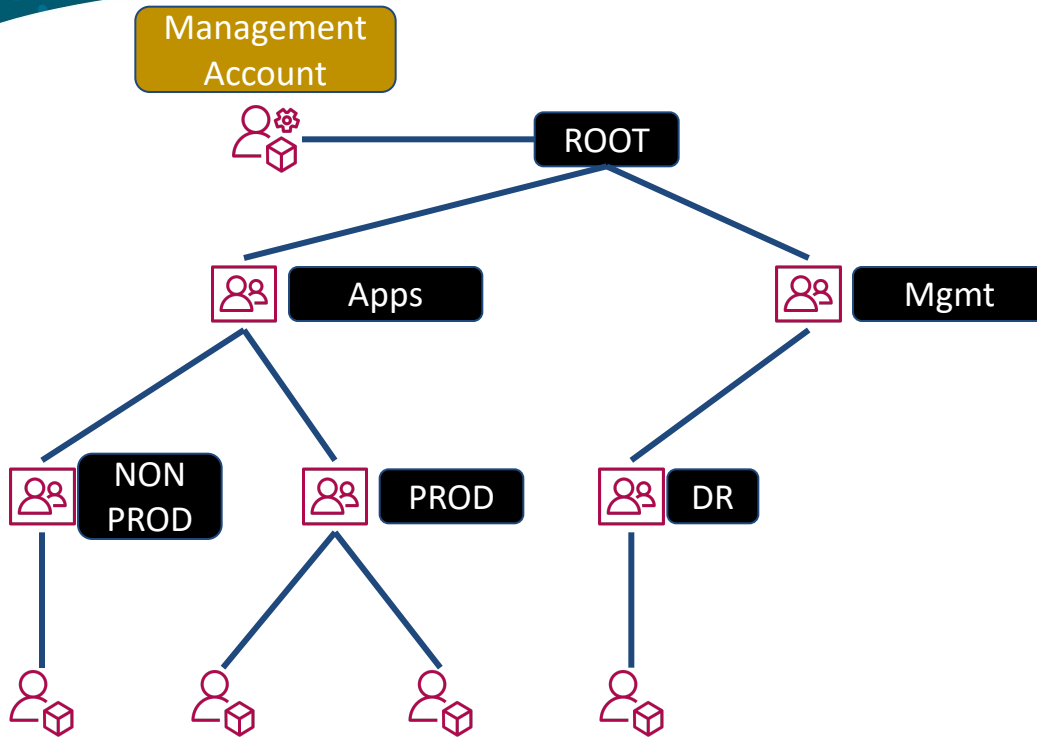 Management
Account
ROOT
Apps
Mgmt
NON
PROD
PROD
DR